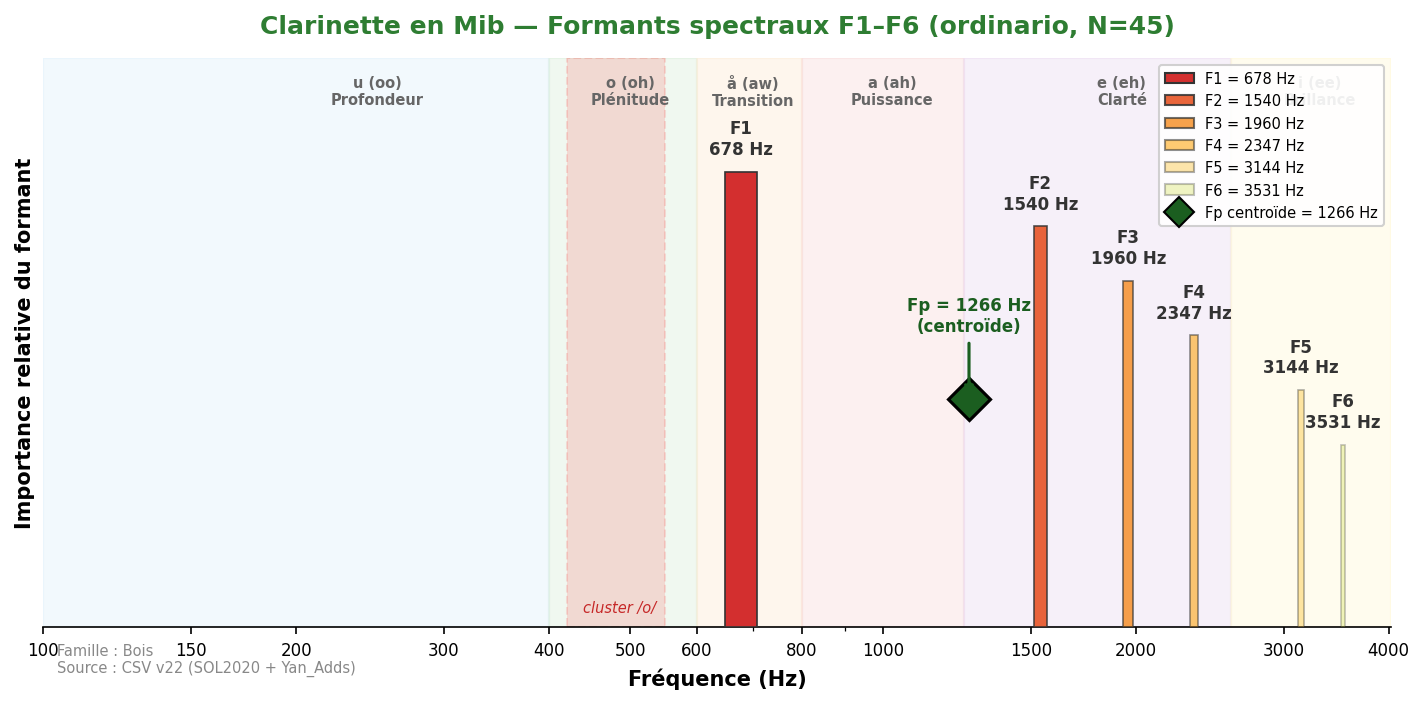 Clarinette en Mib — Formants spectraux F1–F6 (ordinario, N=45)
u (oo)
Profondeur
o (oh)
Plénitude
å (aw)
Transition
a (ah)
Puissance
e (eh)
Clarté
(ee)
F1 = 678 Hz
F2 = 1540 Hz
F3 = 1960 Hz
F4 = 2347 Hz
F5 = 3144 Hz
F6 = 3531 Hz
Fp centroïde = 1266 Hz
F1
678 Hz
F2
1540 Hz
F3
1960 Hz
F4
2347 Hz
Fp = 1266 Hz
(centroïde)
F5
3144 Hz
F6
3531 Hz
cluster /o/
Importance relative du formant
100 150 200 300 400 500 600 800 1000 1500 2000 3000 4000
Famille : Bois
Source : CSV v22 (SOL2020 + Yan_Adds)
Fréquence (Hz)